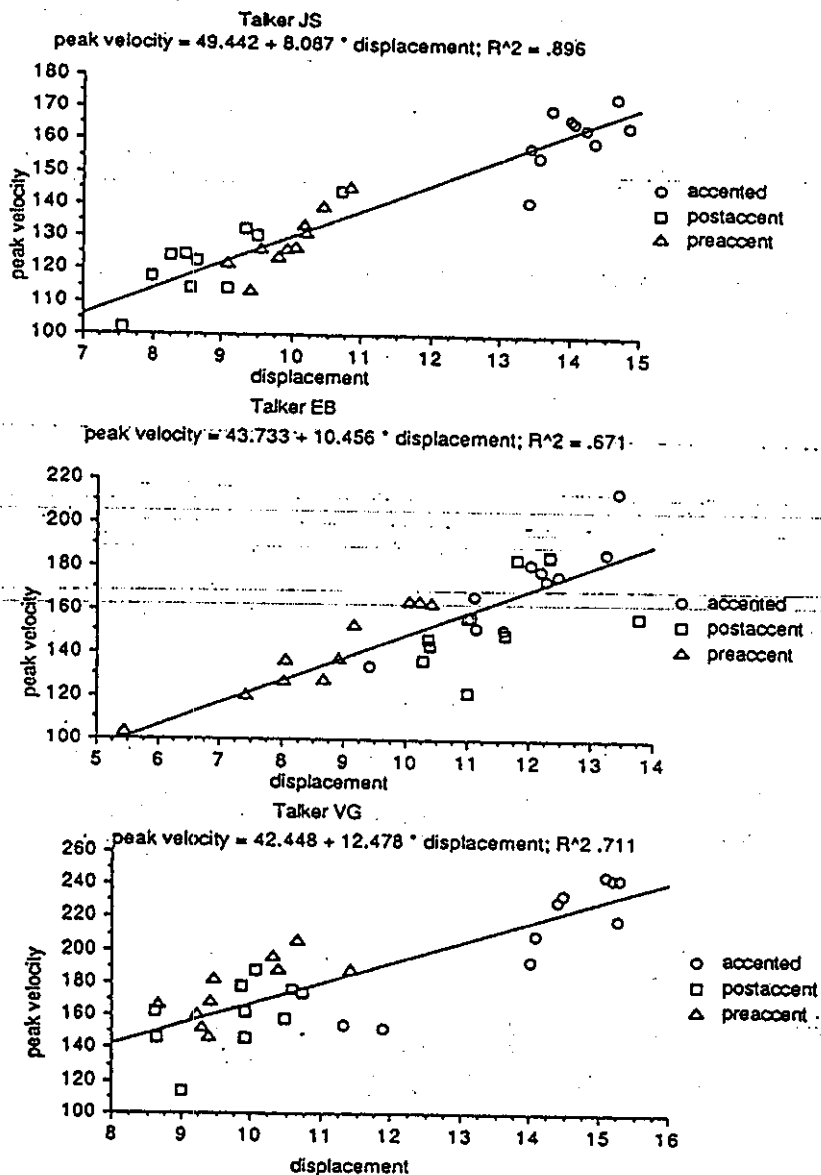 Talker JS
peak velocity = 49.442 + 8.087 * displacement; R^2 = .896
180
170
160
150
140
130
120
110
100
peak velocity
7 8 9 10 11 12 13 14 15
displacement
accented
postaccent
preaccent
Talker EB
peak velocity = 43.733 + 10.456 * displacement; R^2 = .671
220
200
180
160
140
120
100
peak velocity
5 6 7 8 9 10 11 12 13 14
displacement
accented
postaccent
preaccent
Talker VG
peak velocity = 42.448 + 12.478 * displacement; R^2 .711
260
240
220
200
180
160
140
120
100
peak velocity
8 9 10 11 12 13 14 15 16
displacement
accented
postaccent
preaccent